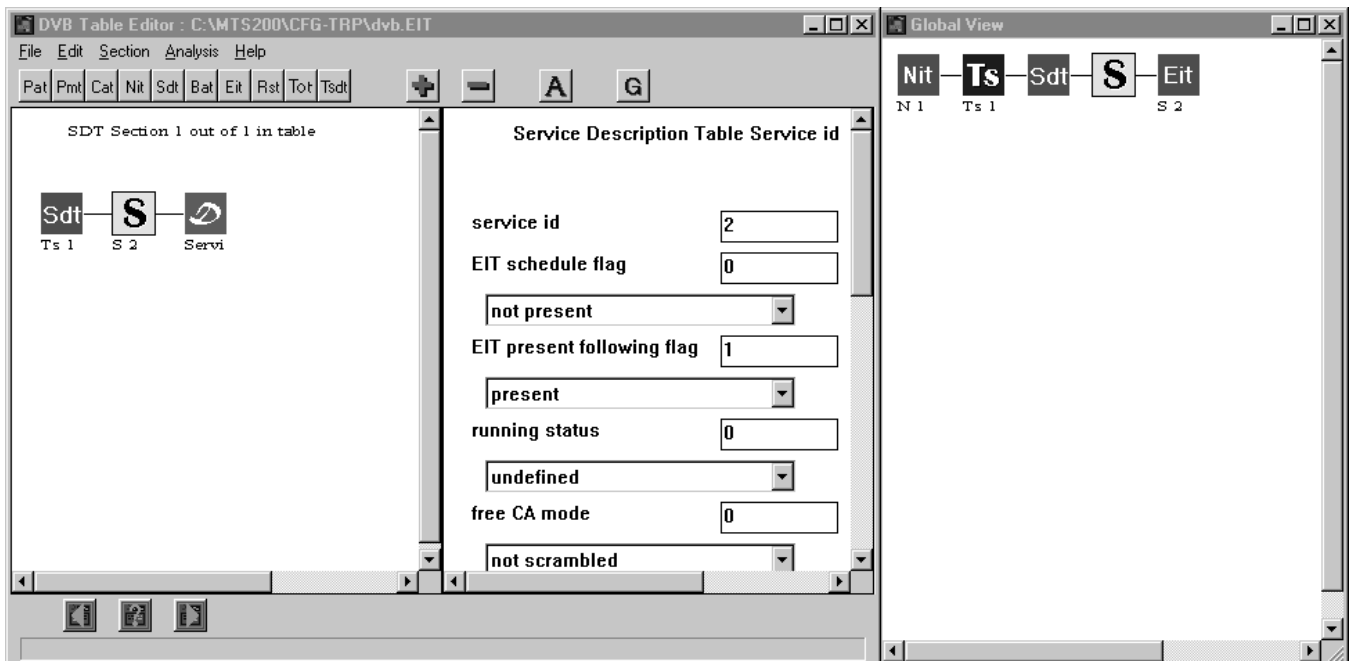 DVB Table Editor : C:\MTS200\CFG-TRP\dvb.EIT
File Edit Section Analysis Help
Pat Pmt Cat Nit Sdt Bat Eit Rst Tot Tsdt A G
SDT Section 1 out of 1 in table
Sdt S D
Ts 1 S 2 Servi
Service Description Table Service id
service id 2
EIT schedule flag 0
not present
EIT present following flag 1
present
running status 0
undefined
free CA mode 0
not scrambled
Global View
Nit Ts Sdt S Eit
N 1 Ts 1 S 2